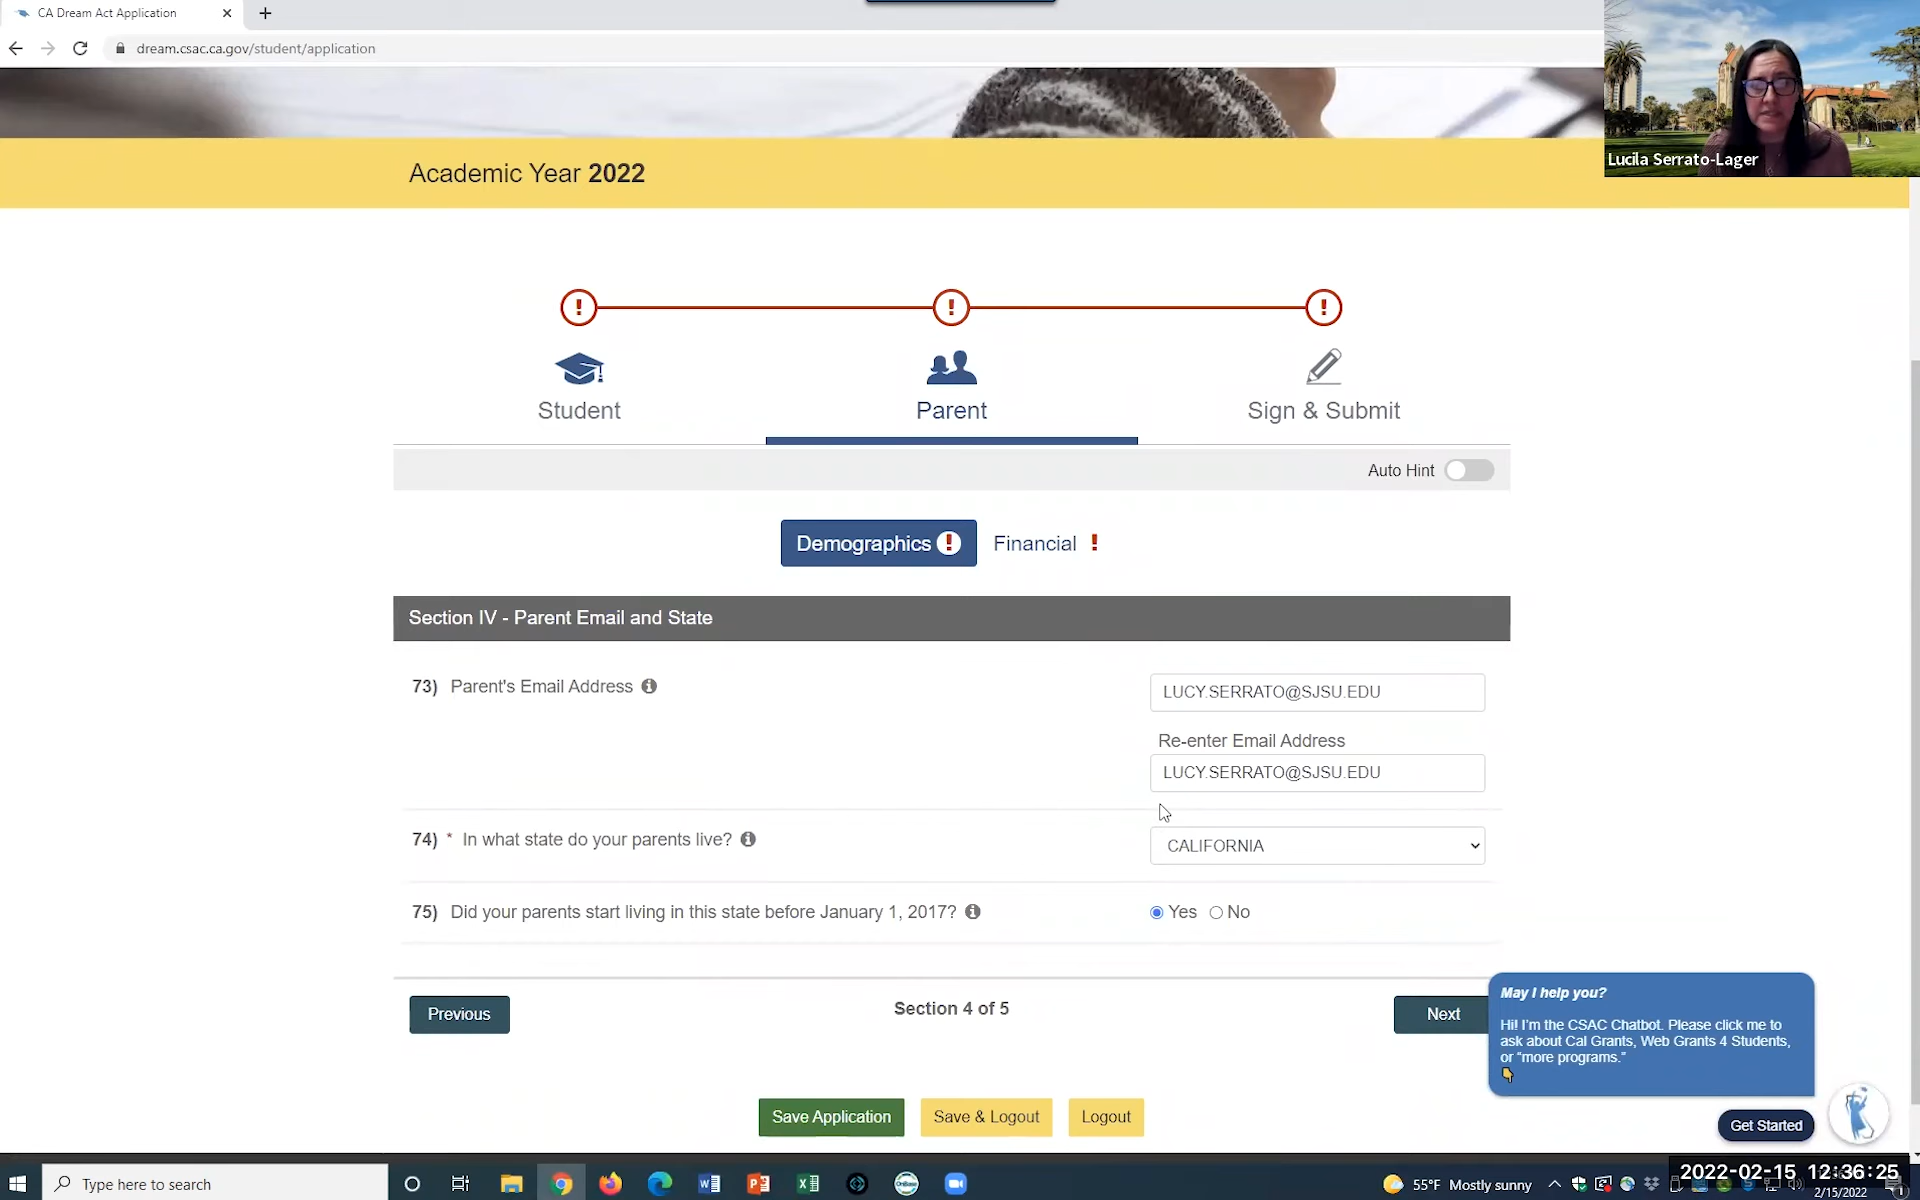 CA Dream Act Application
dream.csac.ca.gov/student/application
Lucila Serrato-Lager
Academic Year 2022
Student
Parent
Sign & Submit
Auto Hint
Demographics
Financial
Section IV - Parent Email and State
73) Parent's Email Address
LUCY.SERRATO@SJSU.EDU
Re-enter Email Address
LUCY.SERRATO@SJSU.EDU
74) * In what state do your parents live?
CALIFORNIA
75) Did your parents start living in this state before January 1, 2017?
Yes No
Previous
Section 4 of 5
Next
May I help you?
Hi! I'm the CSAC Chatbot. Please click me to
ask about Cal Grants, Web Grants 4 Students,
or "more programs."
Get Started
Save Application
Save & Logout
Logout
Type here to search
55°F Mostly sunny
2022-02-15 12:36:25
2/15/2022